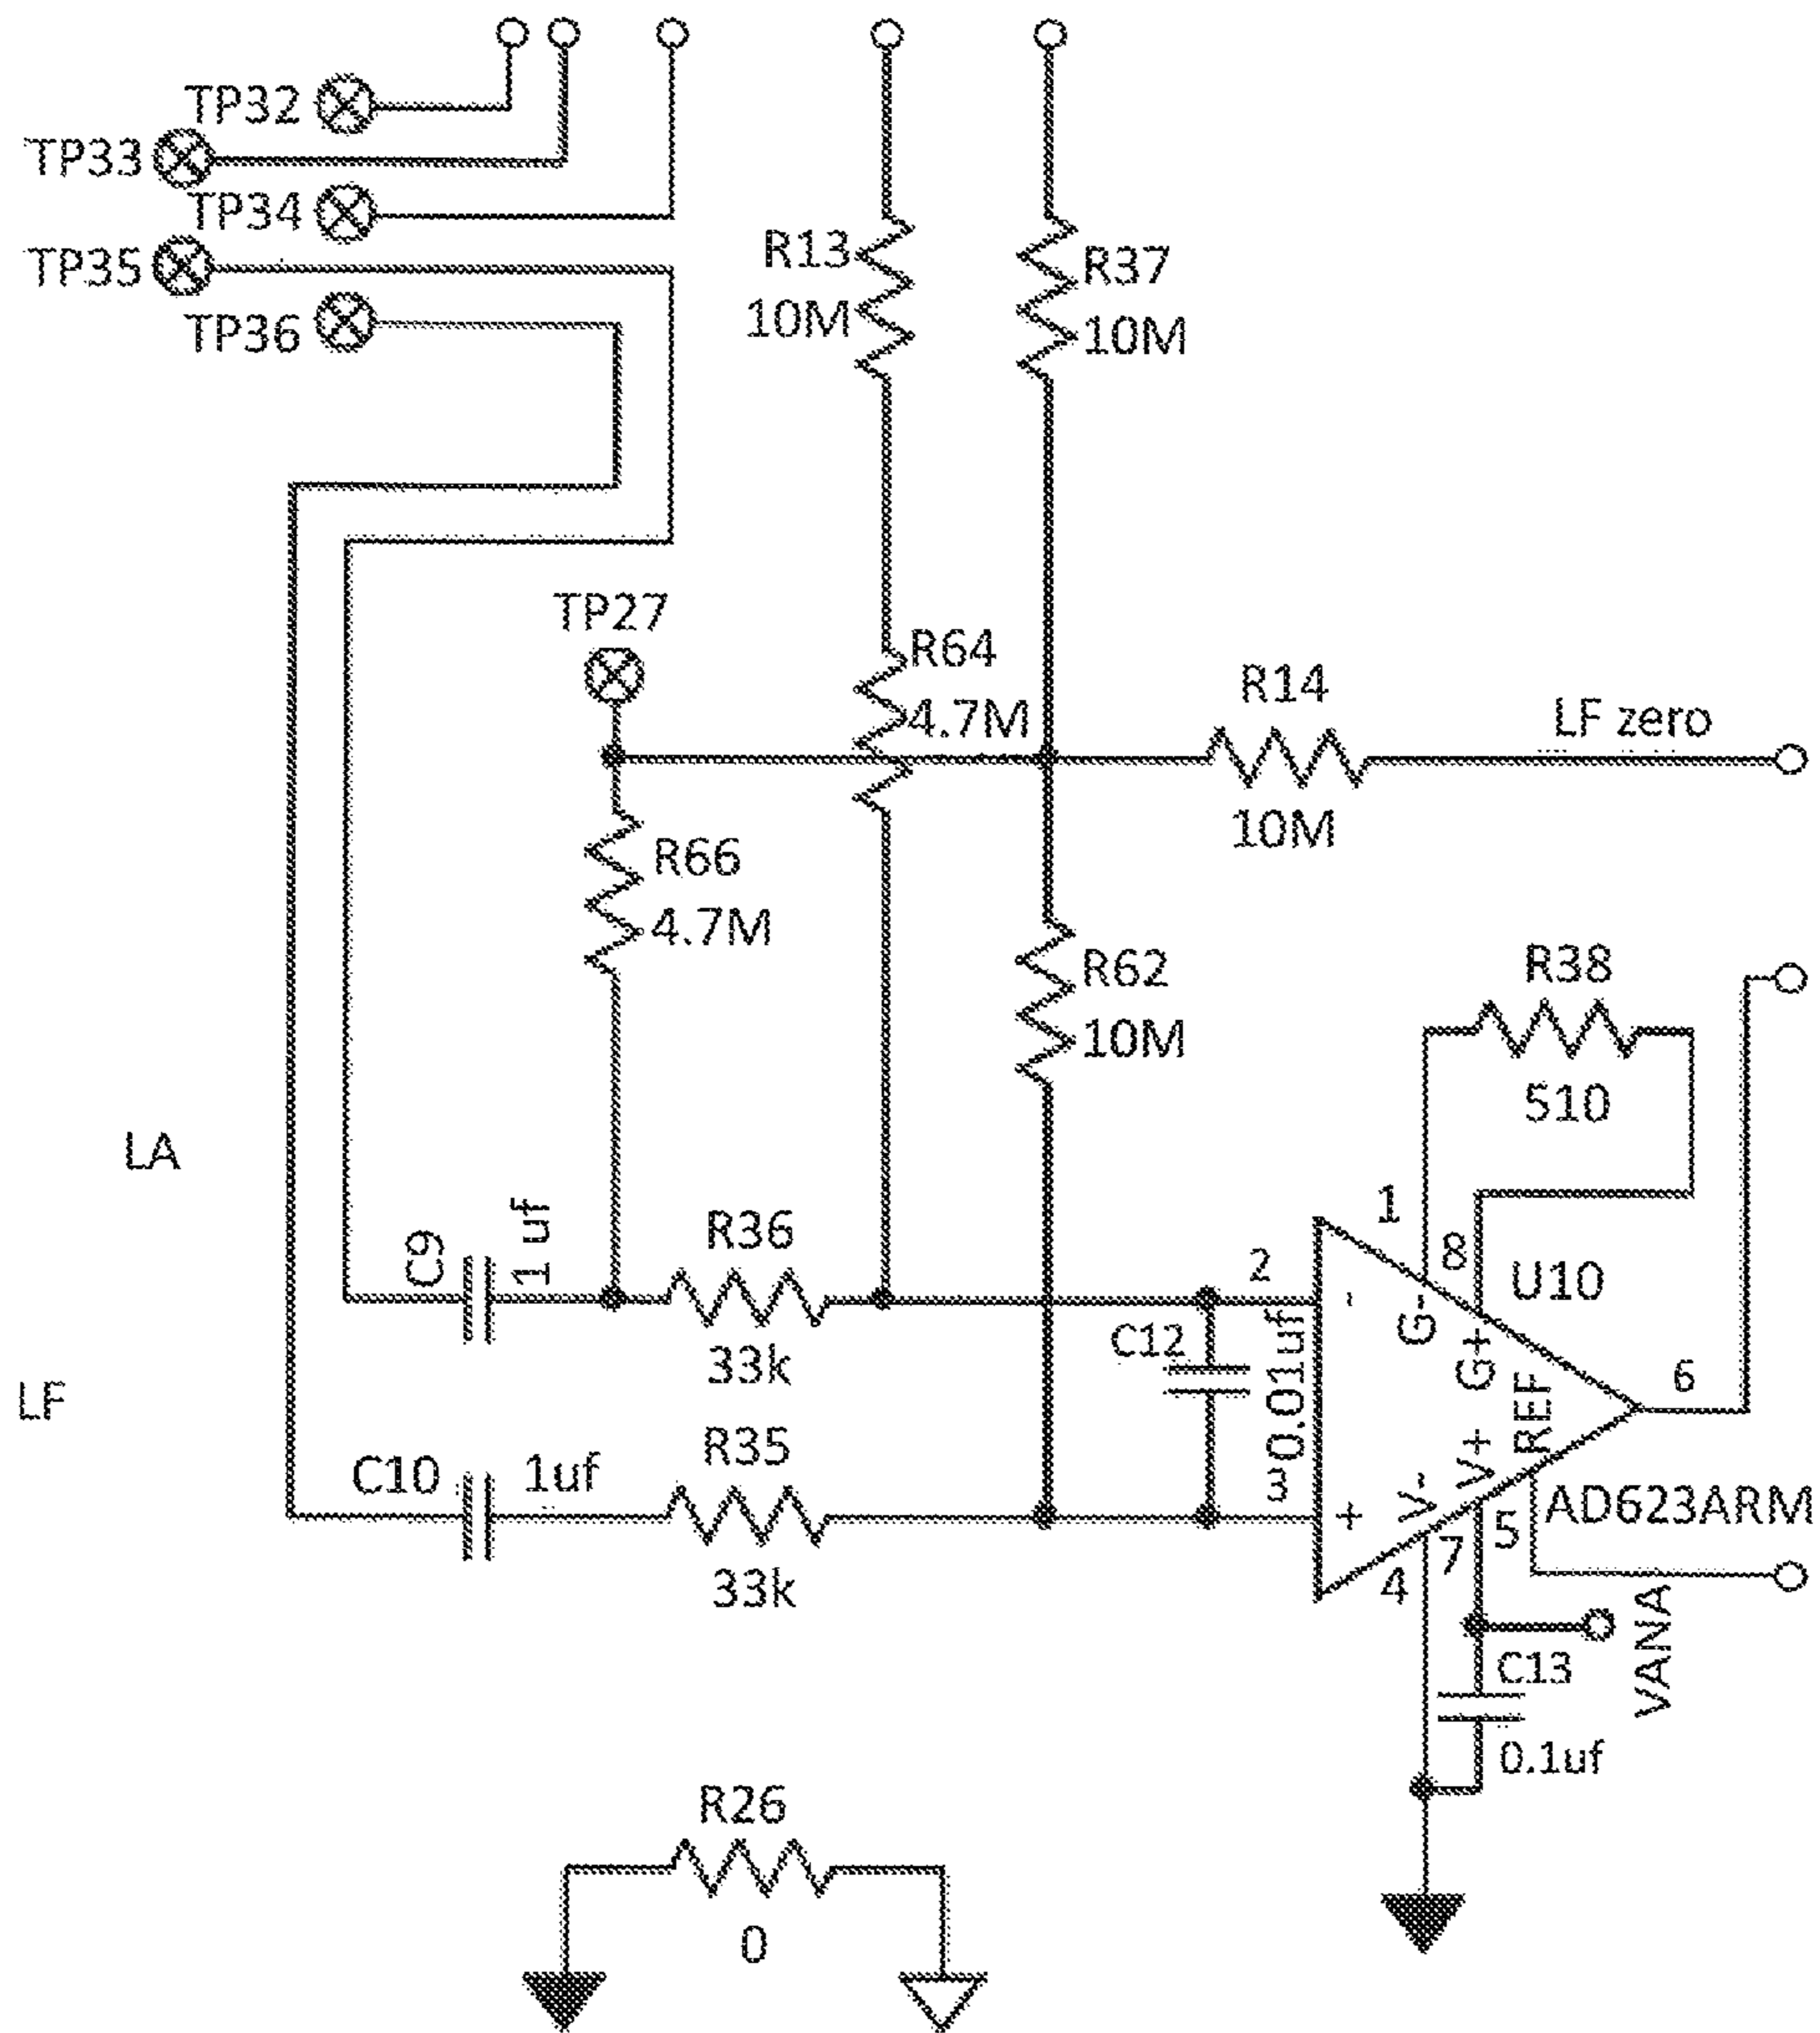 TP32
TP33
TP34
TP35
TP36
R13
10M
R37
10M
TP27
R64
4.7M
R14
10M
LF zero
R66
4.7M
R62
10M
R38
510
LA
LF
C9
1 uf
R36
33k
C10
1uf
R35
33k
C12
0.01uf
2
3
1
8
U10
-
+
G-
G+
REF
V+
V-
6
AD623ARM
5
7
4
VANA
C13
0.1uf
R26
0